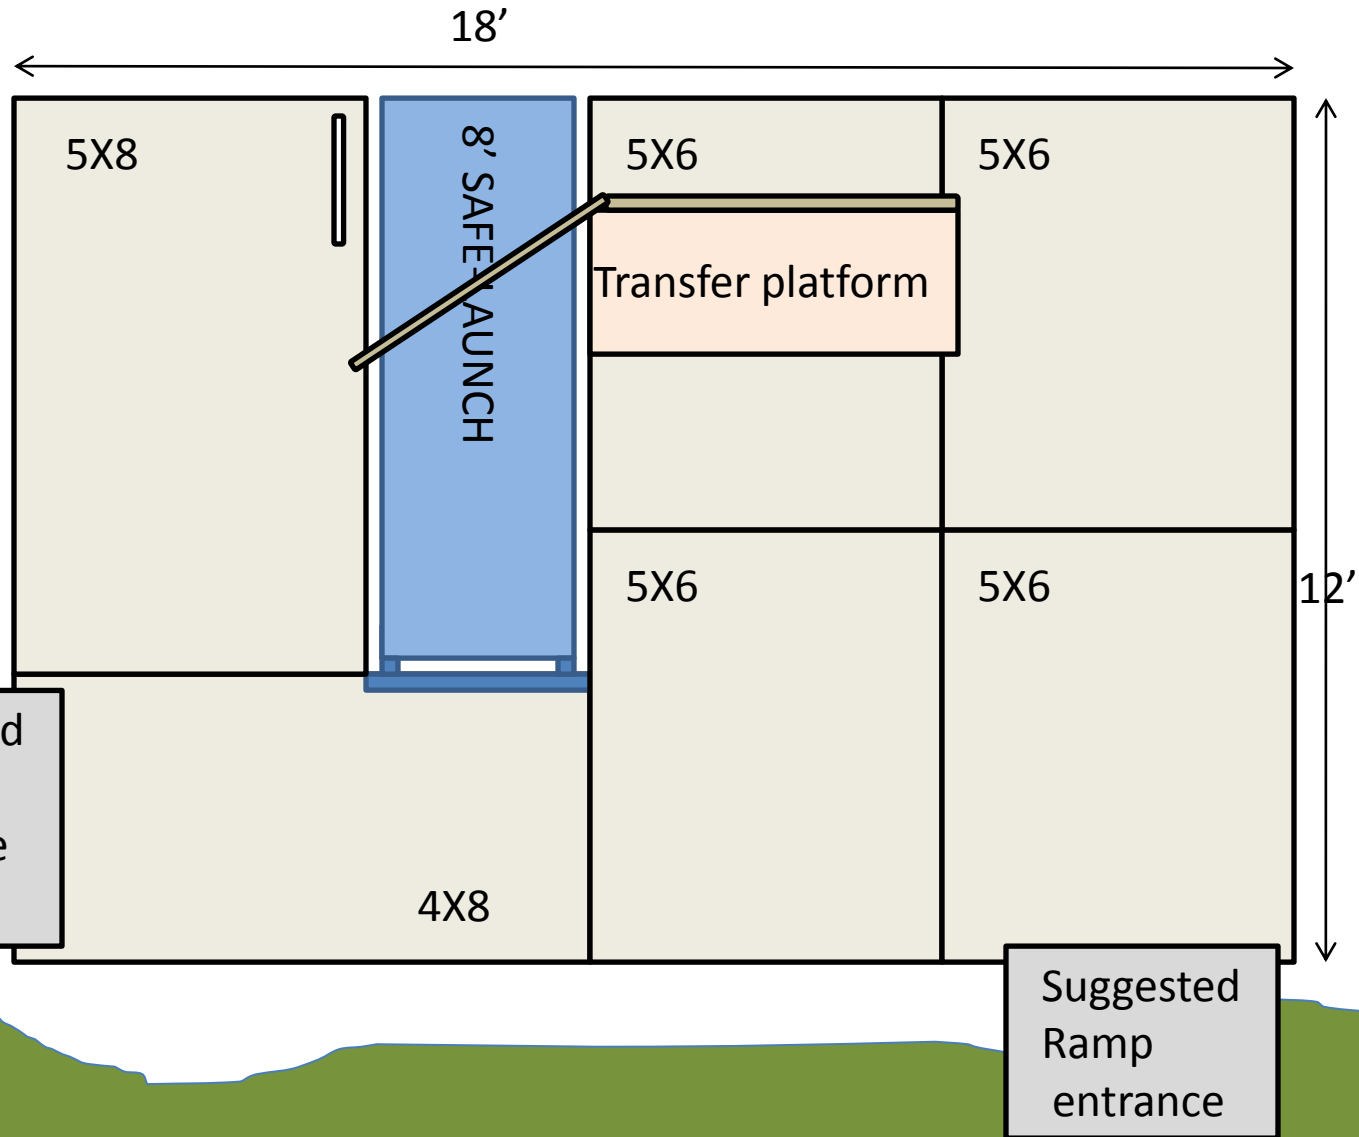 18’
5X8
8’ SAFE-LAUNCH
5X6
5X6
Transfer platform
5X6
5X6
12’
4X8
Suggested
Ramp
entrance